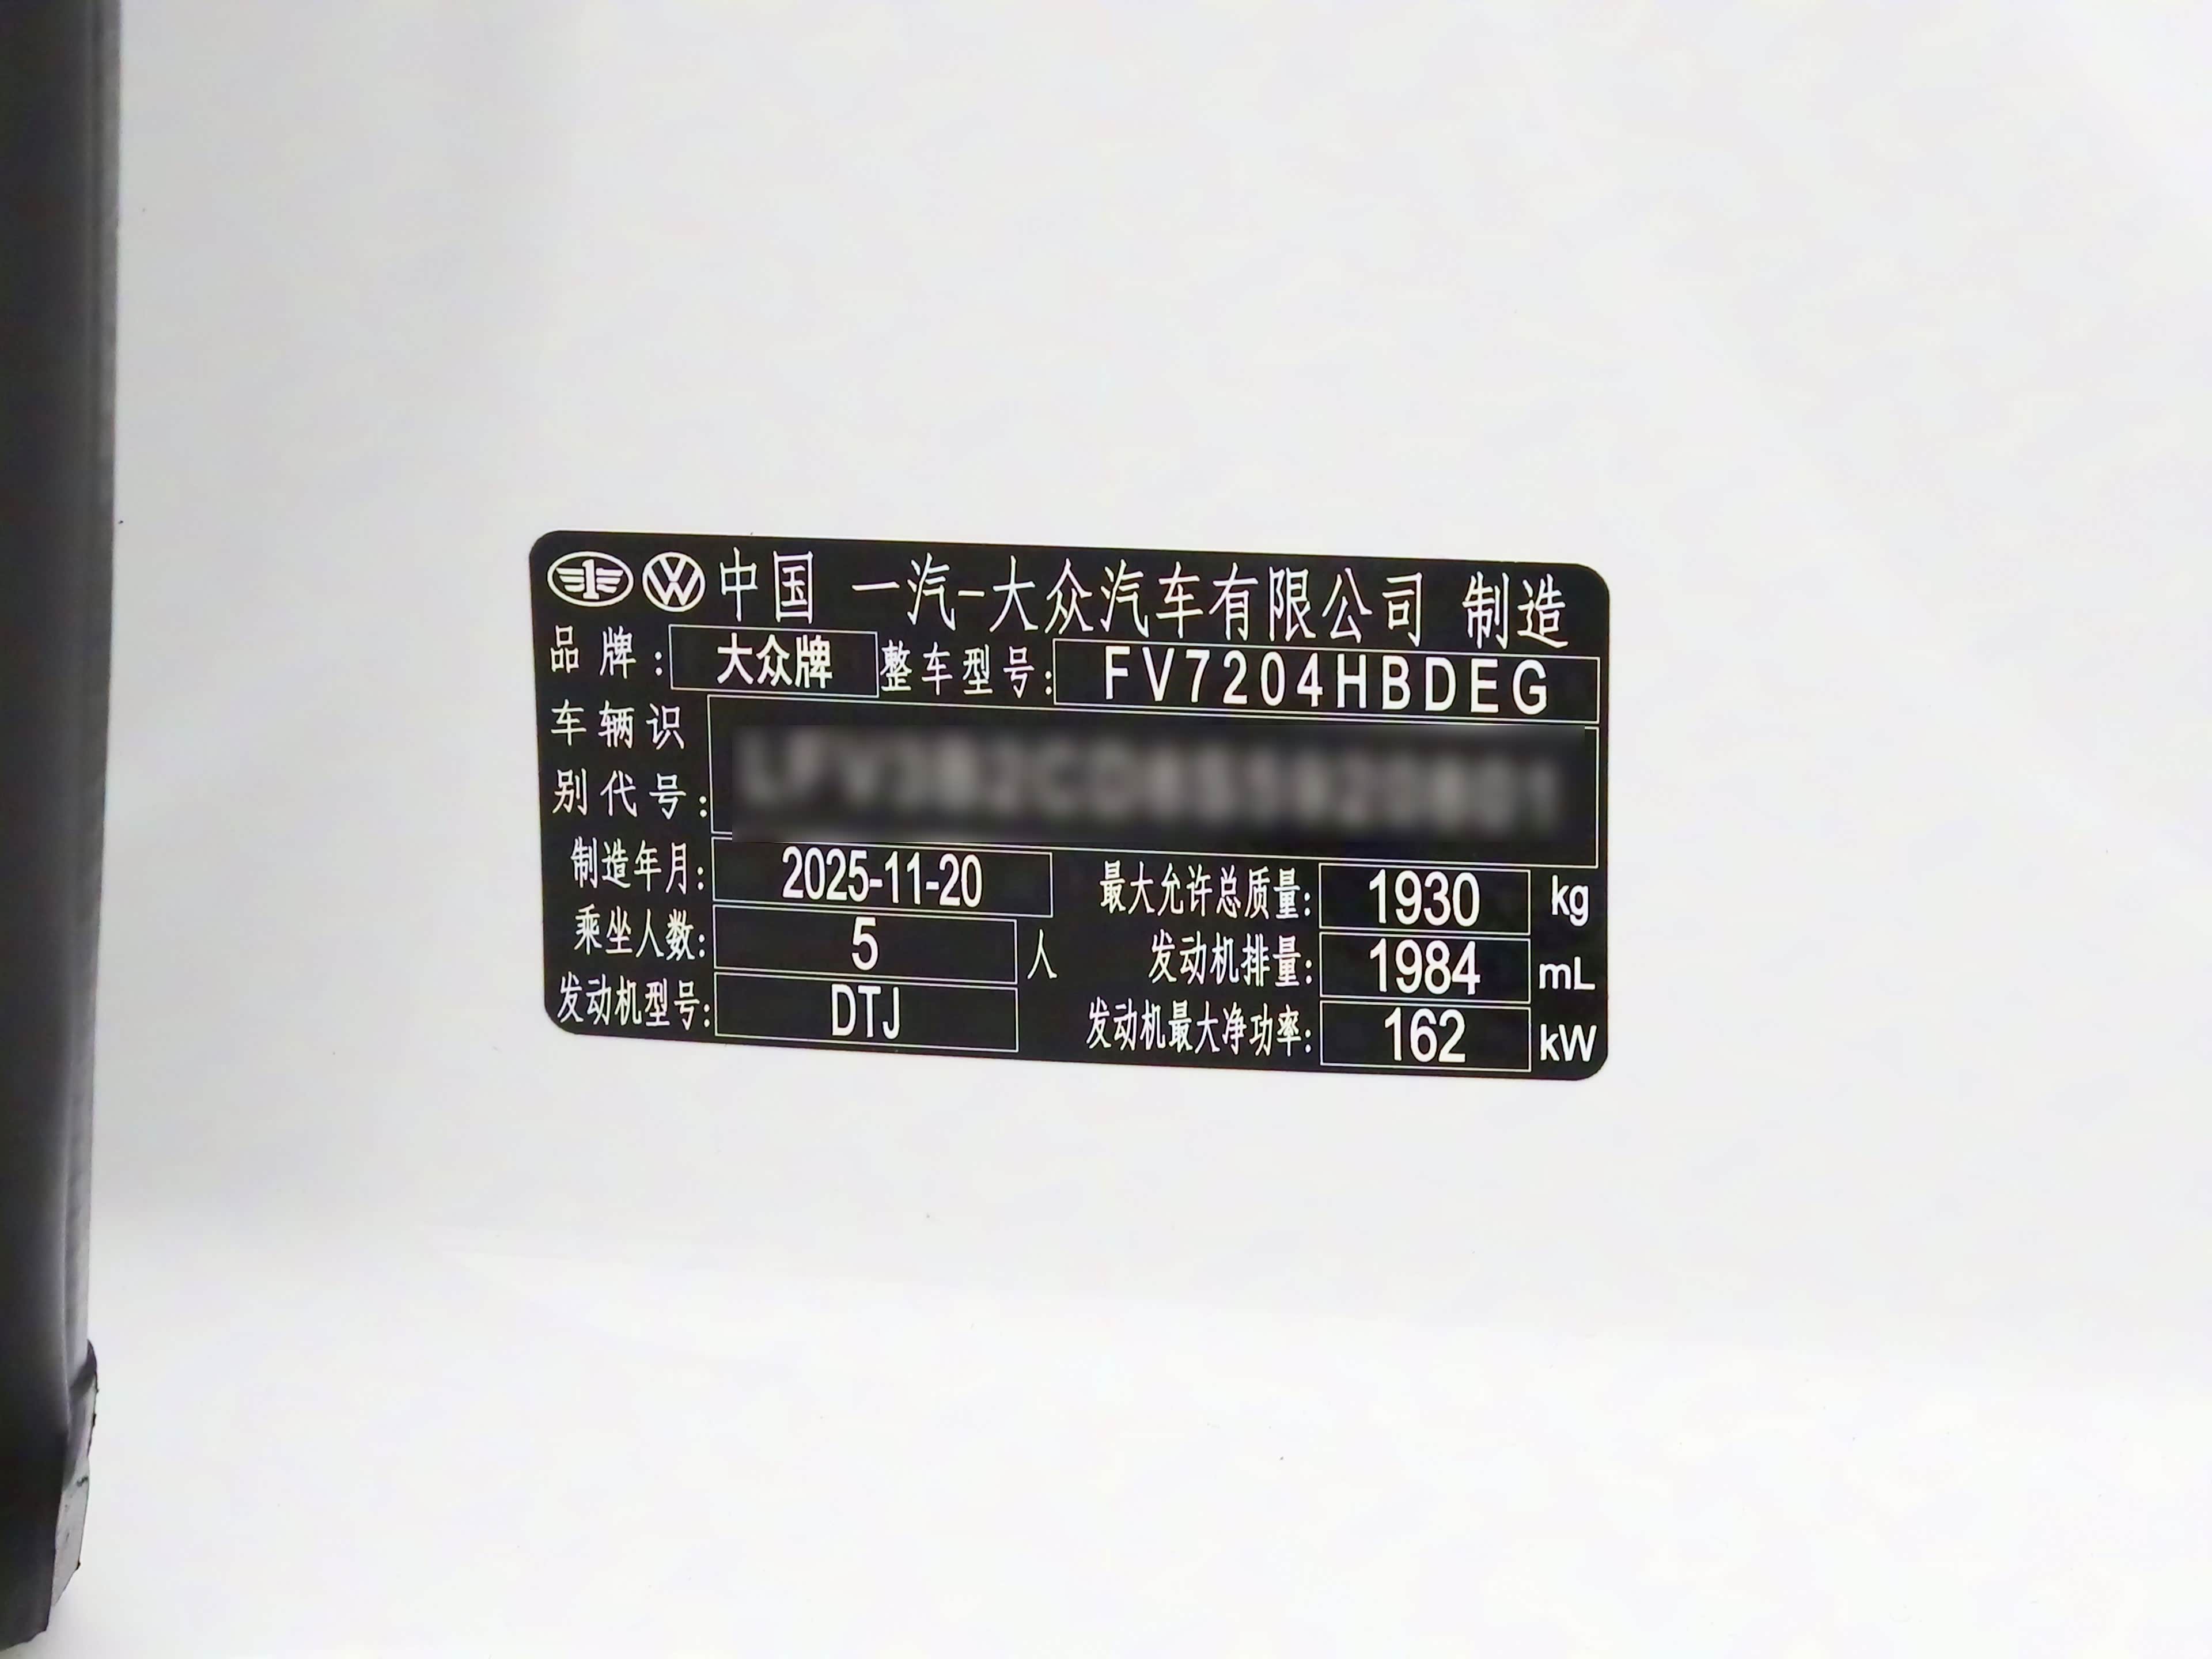 中国 一汽-大众汽车有限公司 制造
品牌: 大众牌 整车型号: FV7204HBDEG
车辆识
别代号:
制造年月: 2025-11-20 最大允许总质量: 1930 kg
乘坐人数: 5 人 发动机排量: 1984 mL
发动机型号: DTJ 发动机最大净功率: 162 kW